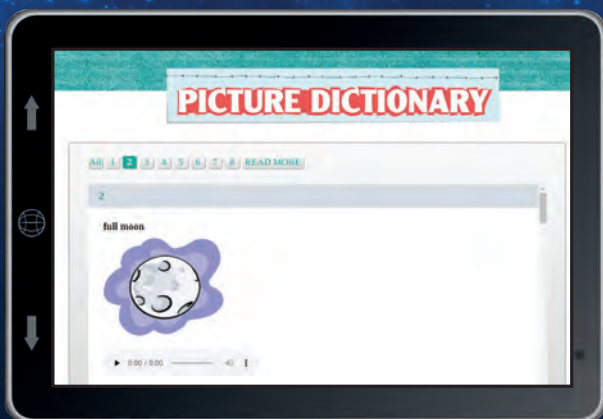 PICTURE DICTIONARY
All 1 2 3 4 5 6 7 8 READ MORE
2
full moon
0:00 / 0:00